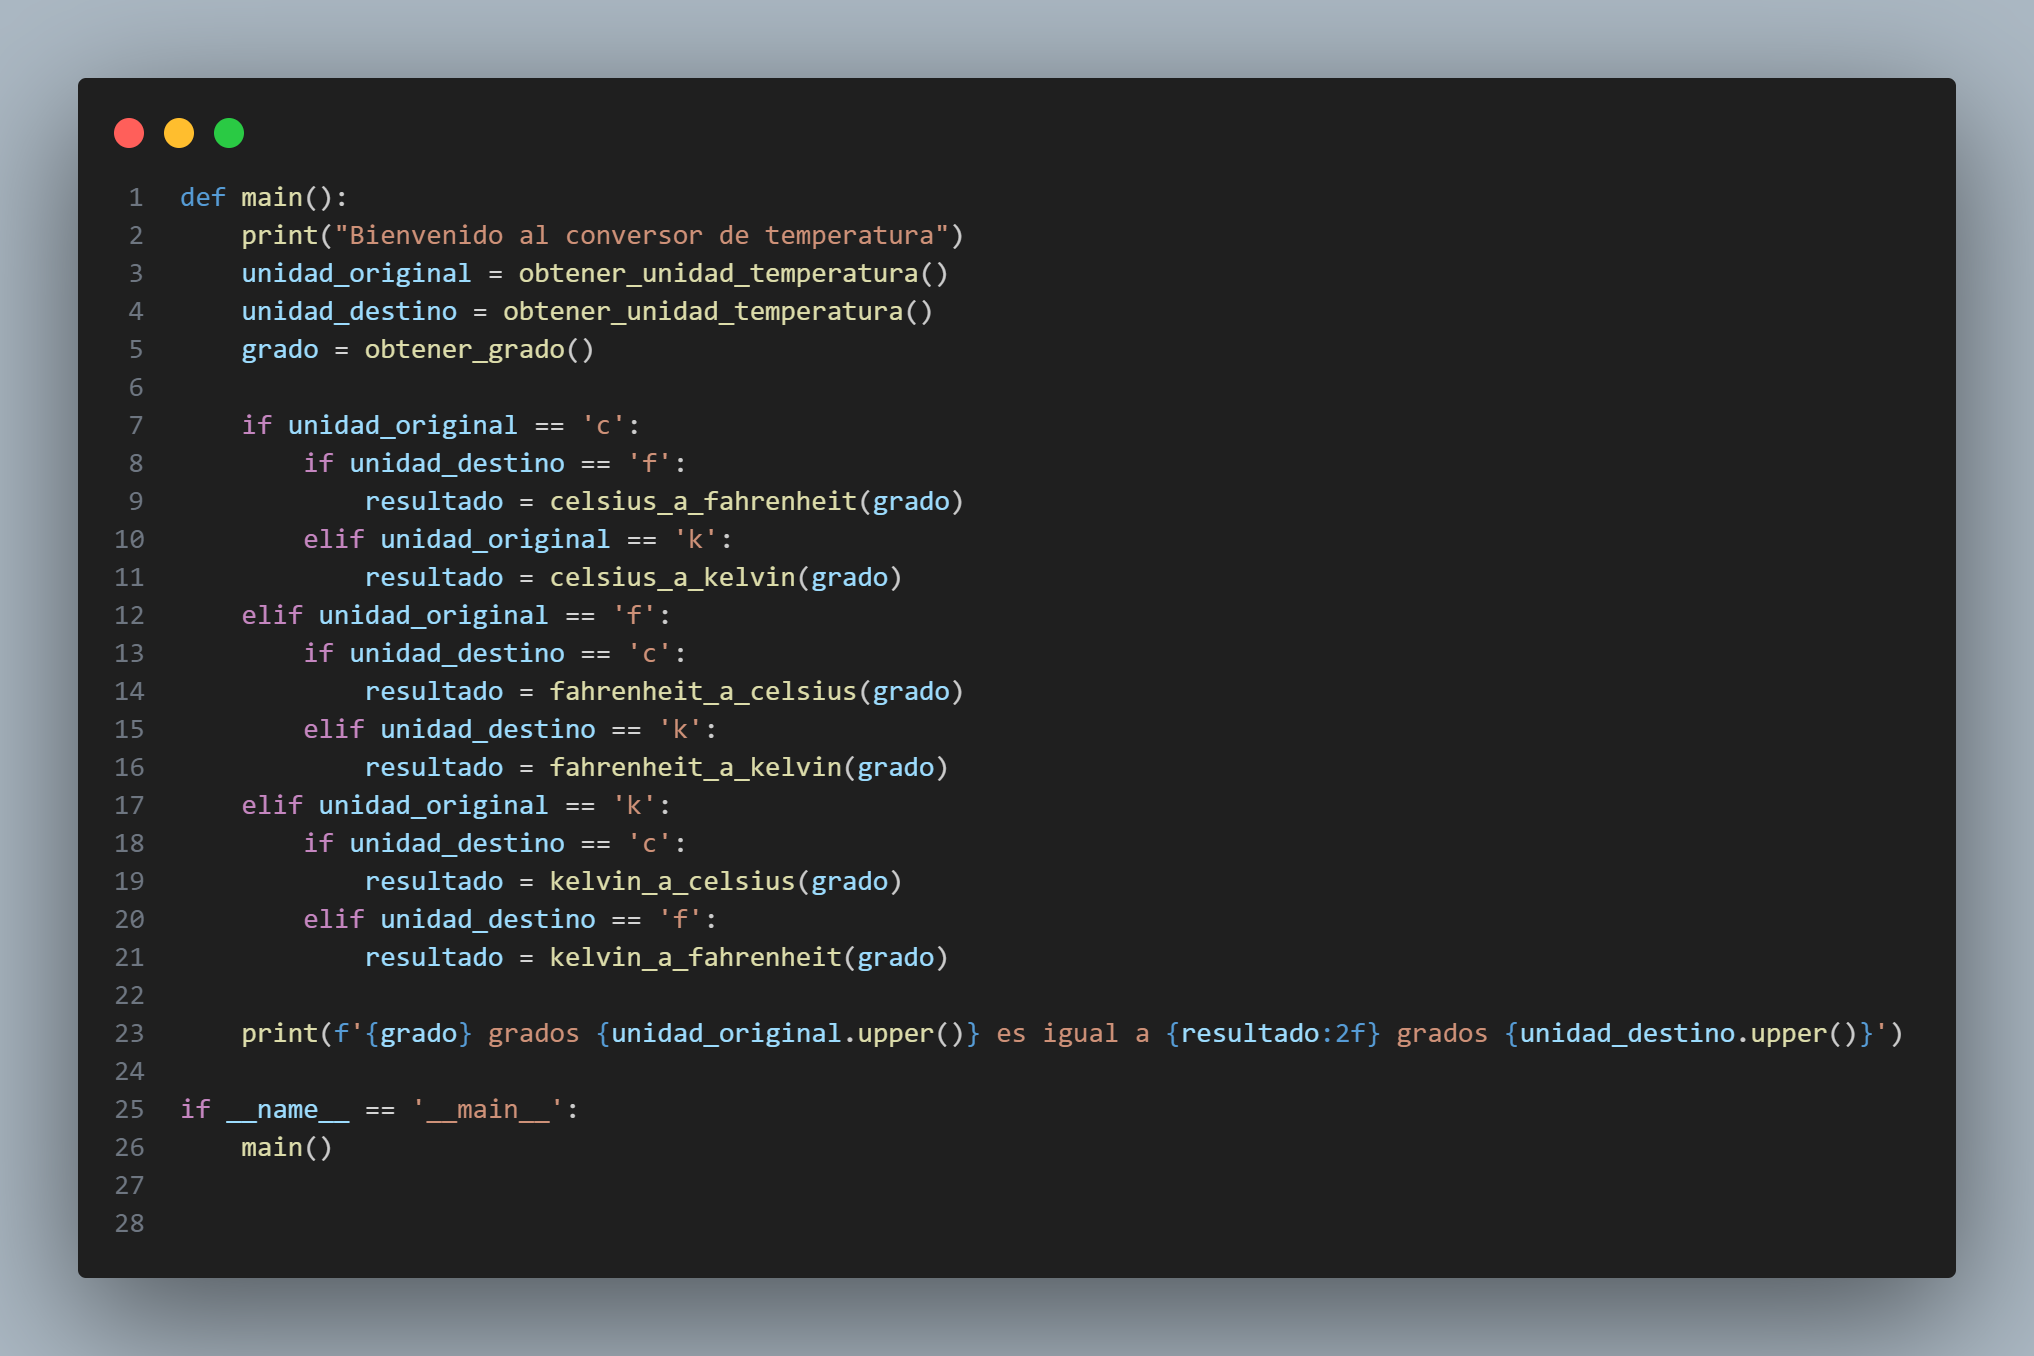 1 def main():
2     print("Bienvenido al conversor de temperatura")
3     unidad_original = obtener_unidad_temperatura()
4     unidad_destino = obtener_unidad_temperatura()
5     grado = obtener_grado()
6
7     if unidad_original == 'c':
8         if unidad_destino == 'f':
9             resultado = celsius_a_fahrenheit(grado)
10         elif unidad_original == 'k':
11             resultado = celsius_a_kelvin(grado)
12     elif unidad_original == 'f':
13         if unidad_destino == 'c':
14             resultado = fahrenheit_a_celsius(grado)
15         elif unidad_destino == 'k':
16             resultado = fahrenheit_a_kelvin(grado)
17     elif unidad_original == 'k':
18         if unidad_destino == 'c':
19             resultado = kelvin_a_celsius(grado)
20         elif unidad_destino == 'f':
21             resultado = kelvin_a_fahrenheit(grado)
22
23     print(f'{grado} grados {unidad_original.upper()} es igual a {resultado:2f} grados {unidad_destino.upper()}')
24
25 if __name__ == '__main__':
26     main()
27
28